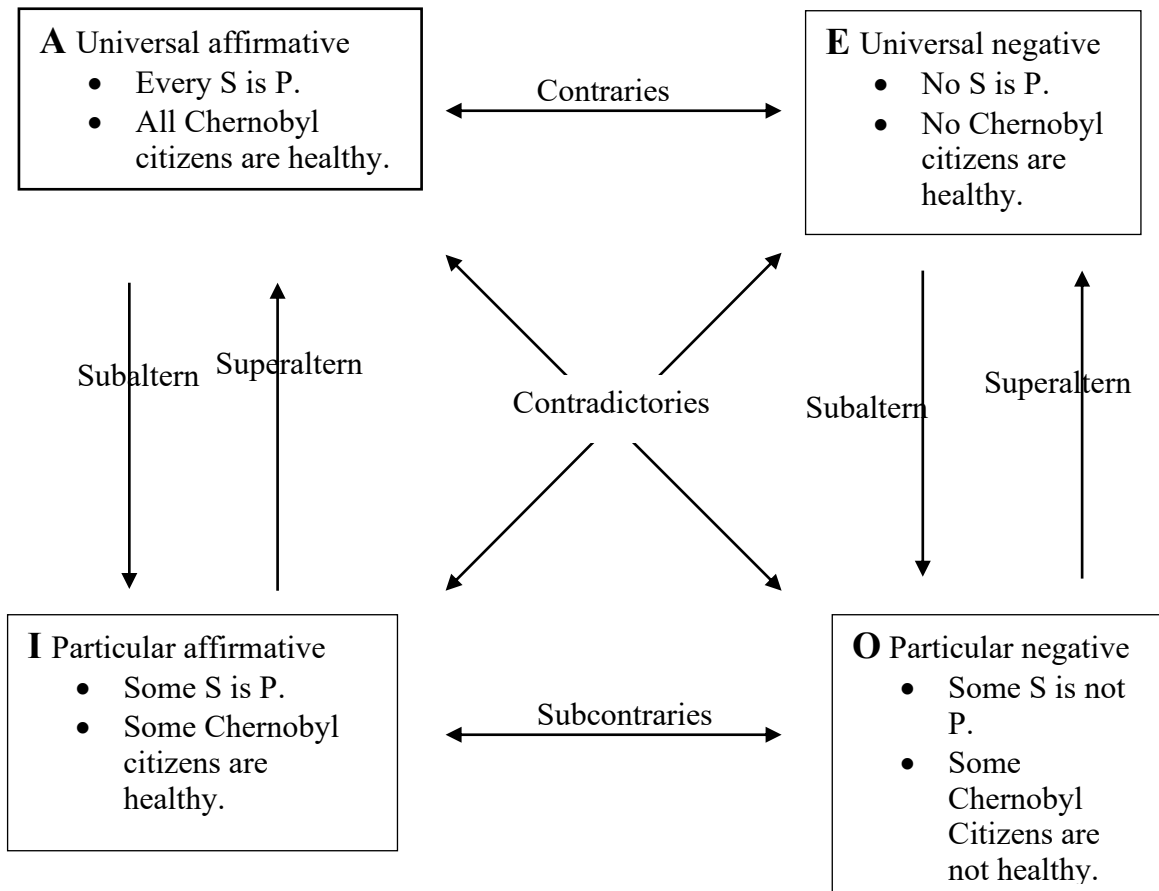 A Universal affirmative
• Every S is P.
• All Chernobyl
citizens are healthy.
Contraries
E Universal negative
• No S is P.
• No Chernobyl
citizens are
healthy.
Subaltern
Superaltern
Contradictories
Subaltern
Superaltern
I Particular affirmative
• Some S is P.
• Some Chernobyl
citizens are
healthy.
Subcontraries
O Particular negative
• Some S is not
P.
• Some
Chernobyl
Citizens are
not healthy.